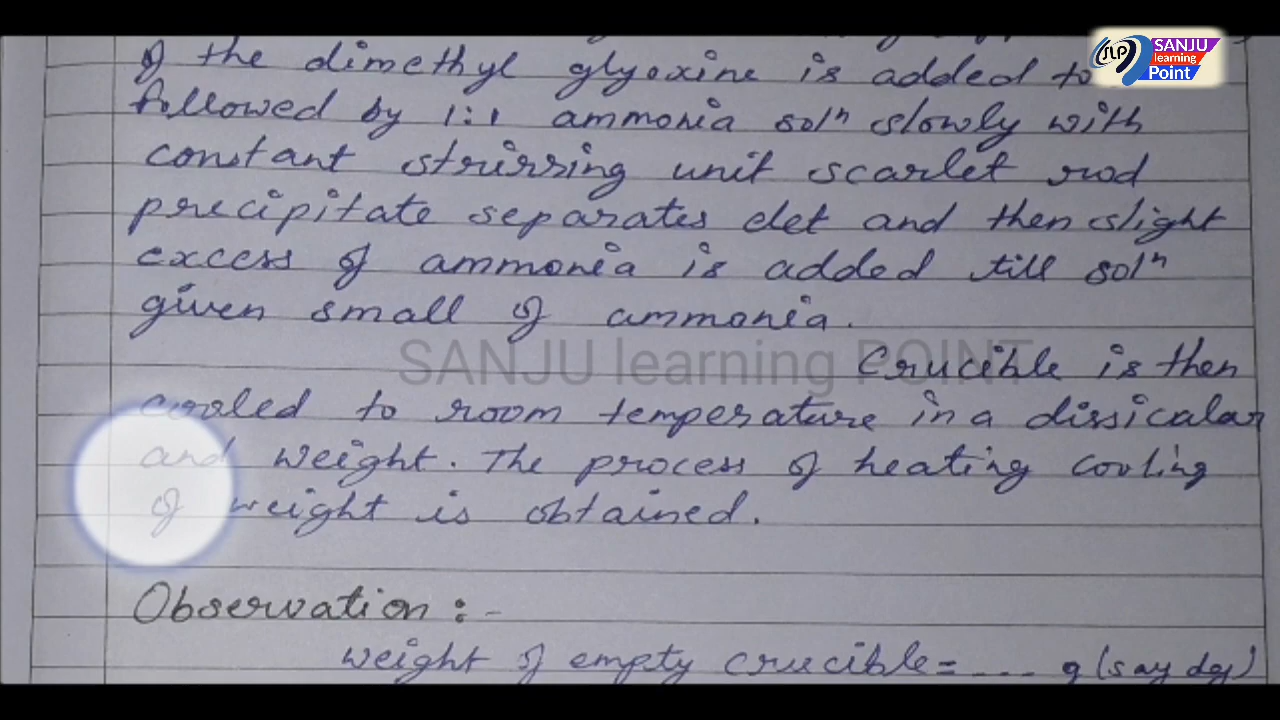 of the dimethyl glyoxine is added to
followed by 1:1 ammonia solⁿ slowly with
constant strirring unit scarlet rod
precipitate separates det and then slight
excess of ammonia is added till solⁿ
given small of ammonia.
Crucible is then
cooled to room temperature in a dissicalar
and weight. The process of heating cooling
of weight is obtained.
Observation :-
weight of empty crucible = --- g (say
SANJU learning POINT
SLP
SANJU
learning
Point